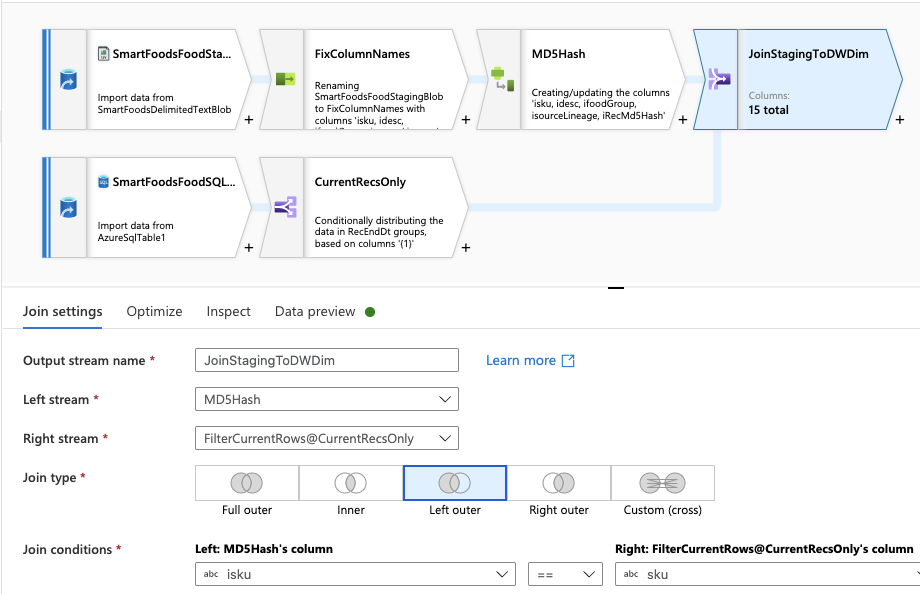 SmartFoodsFoodSta...
Import data from
SmartFoodsDelimitedTextBlob
+
FixColumnNames
Renaming
SmartFoodsFoodStagingBlob
to FixColumnNames with
columns 'isku, idesc,
+
MD5Hash
Creating/updating the columns
'isku, idesc, ifoodGroup,
isourceLineage, iRecMd5Hash'
+
JoinStagingToDWDim
Columns:
15 total
+
SQL
SmartFoodsFoodSQL...
Import data from
AzureSqlTable1
+
CurrentRecsOnly
Conditionally distributing the
data in RecEndDt groups,
based on columns '{1}'
+
Join settings Optimize Inspect Data preview
Output stream name * JoinStagingToDWDim Learn more
Left stream * MD5Hash
Right stream * FilterCurrentRows@CurrentRecsOnly
Join type *
Full outer Inner Left outer Right outer Custom (cross)
Join conditions * Left: MD5Hash's column Right: FilterCurrentRows@CurrentRecsOnly's column
abc isku == abc sku